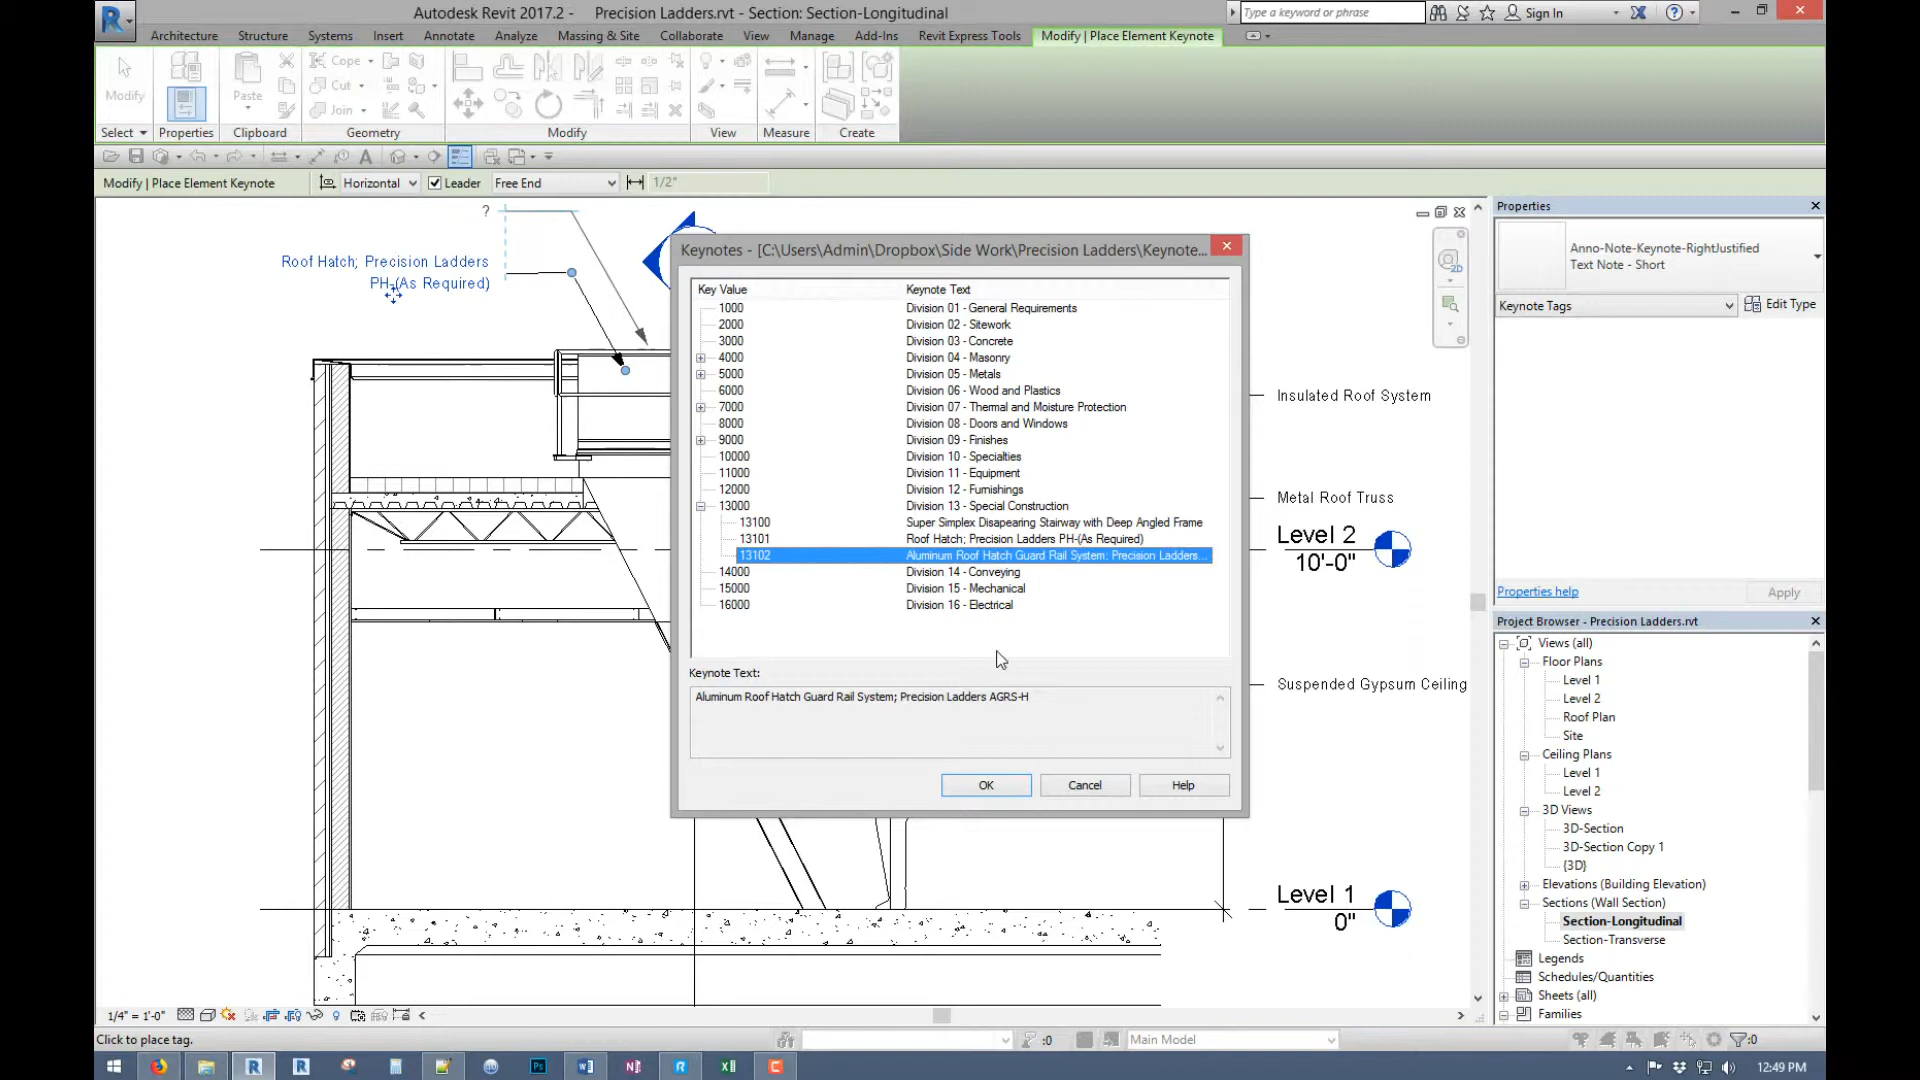 Autodesk Revit 2017.2 - Precision Ladders.rvt - Section: Section-Longitudinal
Type a keyword or phrase
Sign In
Architecture Structure Systems Insert Annotate Analyze Massing & Site Collaborate View Manage Add-Ins Revit Express Tools Modify | Place Element Keynote
Modify
Paste
Cope
Cut
Join
Select Properties Clipboard Geometry Modify View Measure Create
Modify | Place Element Keynote Horizontal Leader Free End 1/2"
?
Roof Hatch; Precision Ladders
PH-(As Required)
Keynotes - [C:\Users\Admin\Dropbox\Side Work\Precision Ladders\Keynote...
Key Value Keynote Text
1000 Division 01 - General Requirements
2000 Division 02 - Sitework
3000 Division 03 - Concrete
4000 Division 04 - Masonry
5000 Division 05 - Metals
6000 Division 06 - Wood and Plastics
7000 Division 07 - Thermal and Moisture Protection
8000 Division 08 - Doors and Windows
9000 Division 09 - Finishes
10000 Division 10 - Specialties
11000 Division 11 - Equipment
12000 Division 12 - Furnishings
13000 Division 13 - Special Construction
13100 Super Simplex Disapearing Stairway with Deep Angled Frame
13101 Roof Hatch; Precision Ladders PH-(As Required)
13102 Aluminum Roof Hatch Guard Rail System; Precision Ladders...
14000 Division 14 - Conveying
15000 Division 15 - Mechanical
16000 Division 16 - Electrical
Keynote Text:
Aluminum Roof Hatch Guard Rail System; Precision Ladders AGRS-H
OK Cancel Help
Insulated Roof System
Metal Roof Truss
Level 2
10'-0"
Suspended Gypsum Ceiling
Level 1
0"
2D
Properties
Anno-Note-Keynote-RightJustified
Text Note - Short
Keynote Tags Edit Type
Properties help Apply
Project Browser - Precision Ladders.rvt
Views (all)
Floor Plans
Level 1
Level 2
Roof Plan
Site
Ceiling Plans
Level 1
Level 2
3D Views
3D-Section
3D-Section Copy 1
{3D}
Elevations (Building Elevation)
Sections (Wall Section)
Section-Longitudinal
Section-Transverse
Legends
Schedules/Quantities
Sheets (all)
Families
1/4" = 1'-0"
Click to place tag.
:0
Main Model
:0
12:49 PM